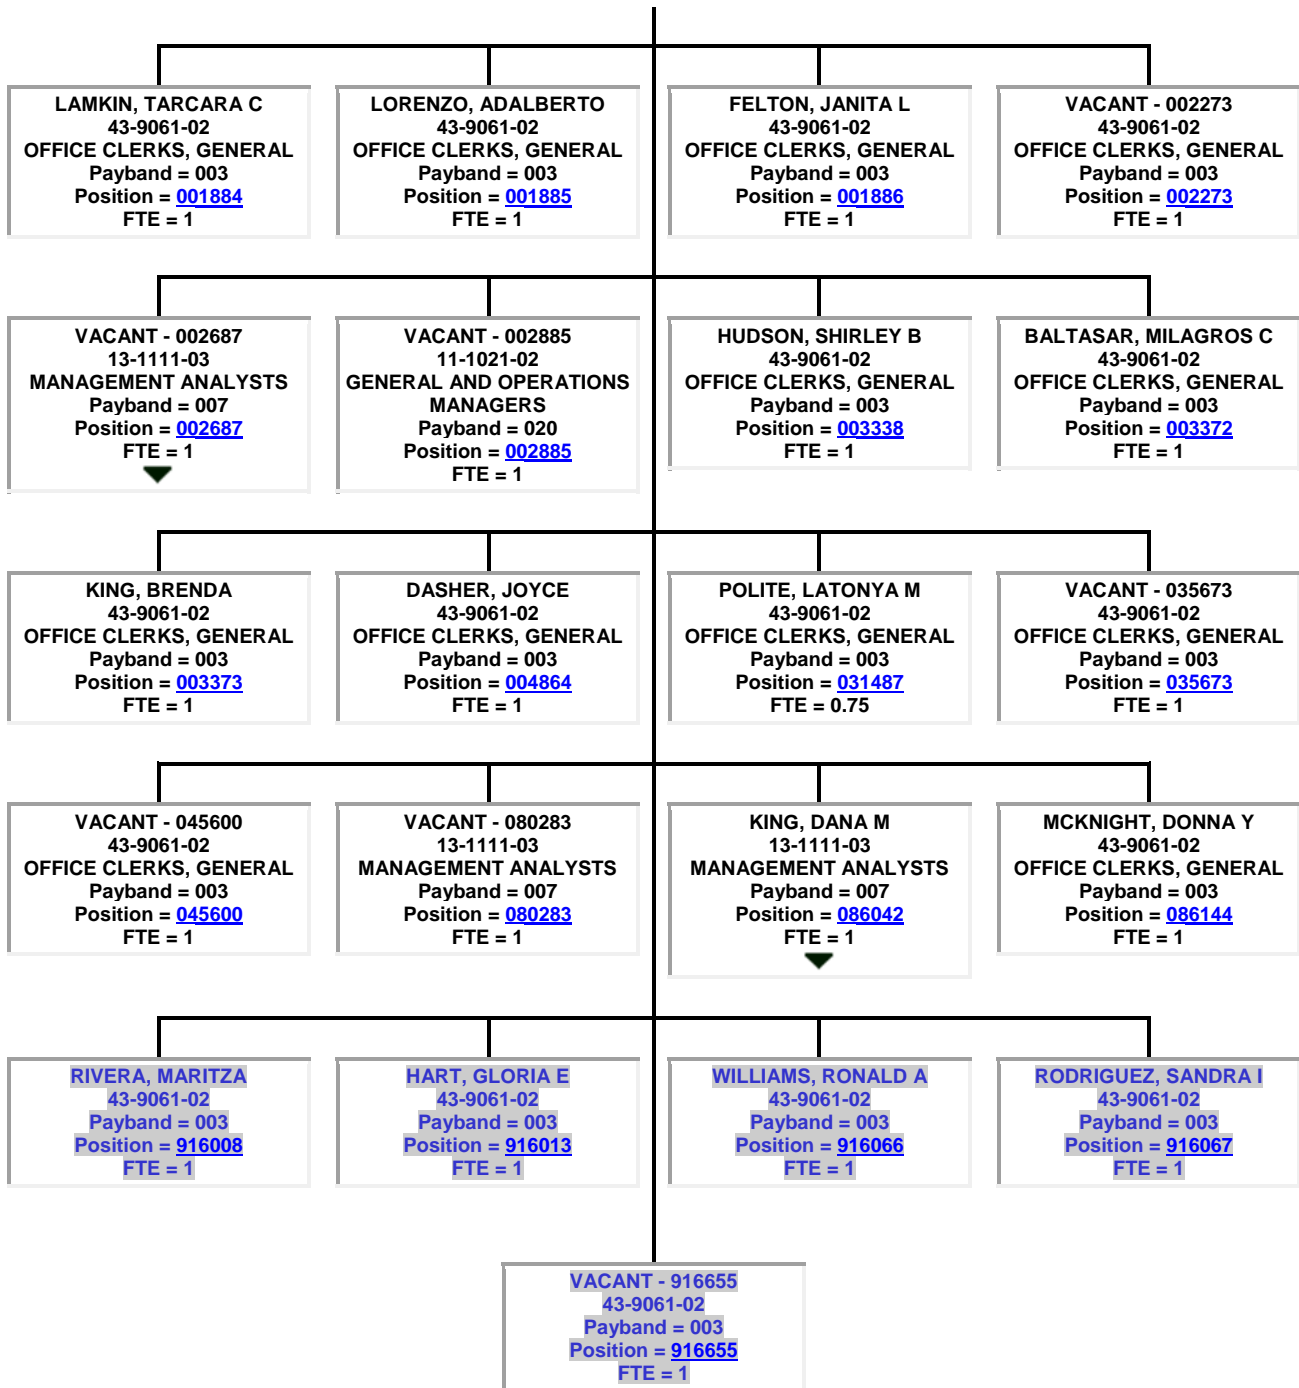 LAMKIN, TARCARA C
43-9061-02
OFFICE CLERKS, GENERAL
Payband = 003
Position = 001884
FTE = 1
LORENZO, ADALBERTO
43-9061-02
OFFICE CLERKS, GENERAL
Payband = 003
Position = 001885
FTE = 1
FELTON, JANITA L
43-9061-02
OFFICE CLERKS, GENERAL
Payband = 003
Position = 001886
FTE = 1
VACANT - 002273
43-9061-02
OFFICE CLERKS, GENERAL
Payband = 003
Position = 002273
FTE = 1
VACANT - 002687
13-1111-03
MANAGEMENT ANALYSTS
Payband = 007
Position = 002687
FTE = 1
VACANT - 002885
11-1021-02
GENERAL AND OPERATIONS
MANAGERS
Payband = 020
Position = 002885
FTE = 1
HUDSON, SHIRLEY B
43-9061-02
OFFICE CLERKS, GENERAL
Payband = 003
Position = 003338
FTE = 1
BALTASAR, MILAGROS C
43-9061-02
OFFICE CLERKS, GENERAL
Payband = 003
Position = 003372
FTE = 1
KING, BRENDA
43-9061-02
OFFICE CLERKS, GENERAL
Payband = 003
Position = 003373
FTE = 1
DASHER, JOYCE
43-9061-02
OFFICE CLERKS, GENERAL
Payband = 003
Position = 004864
FTE = 1
POLITE, LATONYA M
43-9061-02
OFFICE CLERKS, GENERAL
Payband = 003
Position = 031487
FTE = 0.75
VACANT - 035673
43-9061-02
OFFICE CLERKS, GENERAL
Payband = 003
Position = 035673
FTE = 1
VACANT - 045600
43-9061-02
OFFICE CLERKS, GENERAL
Payband = 003
Position = 045600
FTE = 1
VACANT - 080283
13-1111-03
MANAGEMENT ANALYSTS
Payband = 007
Position = 080283
FTE = 1
KING, DANA M
13-1111-03
MANAGEMENT ANALYSTS
Payband = 007
Position = 086042
FTE = 1
MCKNIGHT, DONNA Y
43-9061-02
OFFICE CLERKS, GENERAL
Payband = 003
Position = 086144
FTE = 1
RIVERA, MARITZA
43-9061-02
Payband = 003
Position = 916008
FTE = 1
HART, GLORIA E
43-9061-02
Payband = 003
Position = 916013
FTE = 1
WILLIAMS, RONALD A
43-9061-02
Payband = 003
Position = 916066
FTE = 1
RODRIGUEZ, SANDRA I
43-9061-02
Payband = 003
Position = 916067
FTE = 1
VACANT - 916655
43-9061-02
Payband = 003
Position = 916655
FTE = 1